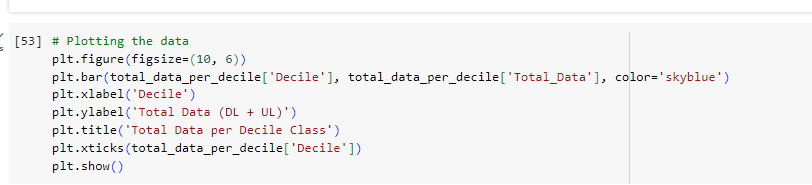 [53] # Plotting the data
plt.figure(figsize=(10, 6))
plt.bar(total_data_per_decile['Decile'], total_data_per_decile['Total_Data'], color='skyblue')
plt.xlabel('Decile')
plt.ylabel('Total Data (DL + UL)')
plt.title('Total Data per Decile Class')
plt.xticks(total_data_per_decile['Decile'])
plt.show()